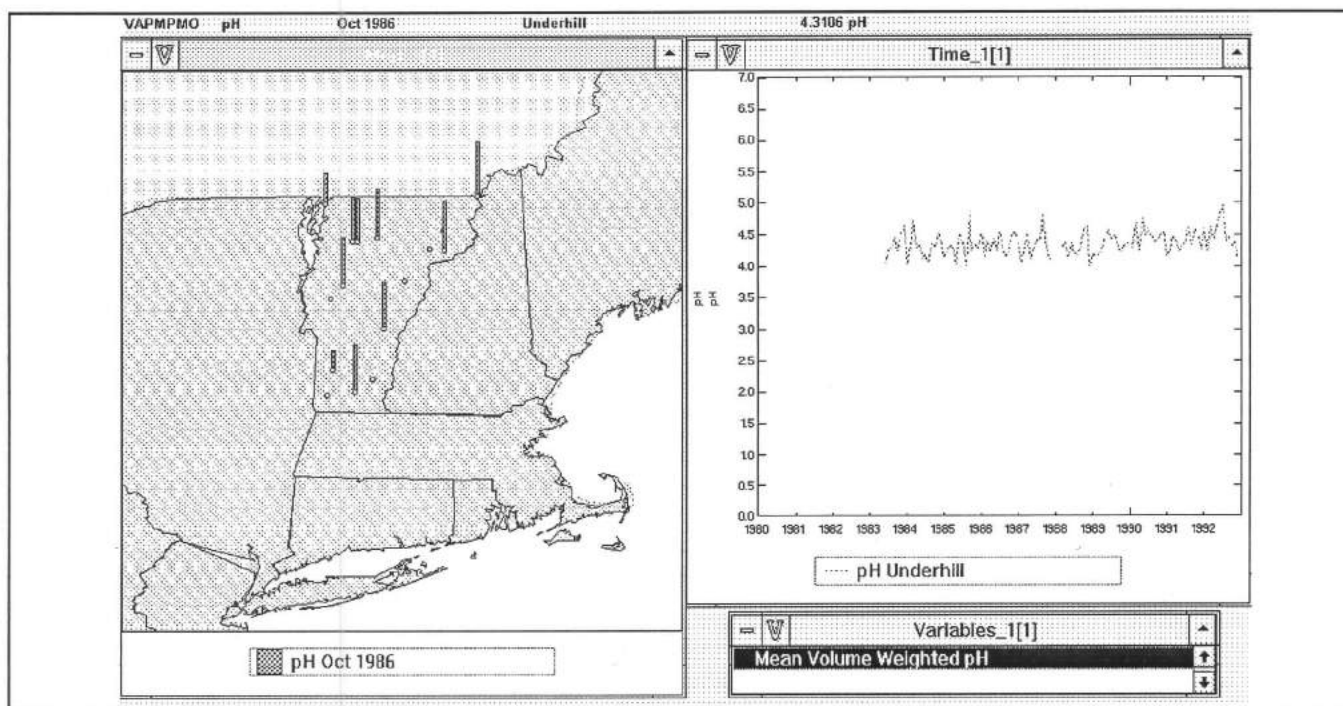 VAPMPMO pH Oct 1986 Underhill 4.3106 pH
Time_1[1]
7.0
6.5
6.0
5.5
5.0
4.5
4.0
3.5
3.0
2.5
2.0
1.5
1.0
0.5
0.0
pH
pH
1980 1981 1982 1983 1984 1985 1986 1987 1988 1989 1990 1991 1992
pH Underhill
pH Oct 1986
Variables_1[1]
Mean Volume Weighted pH